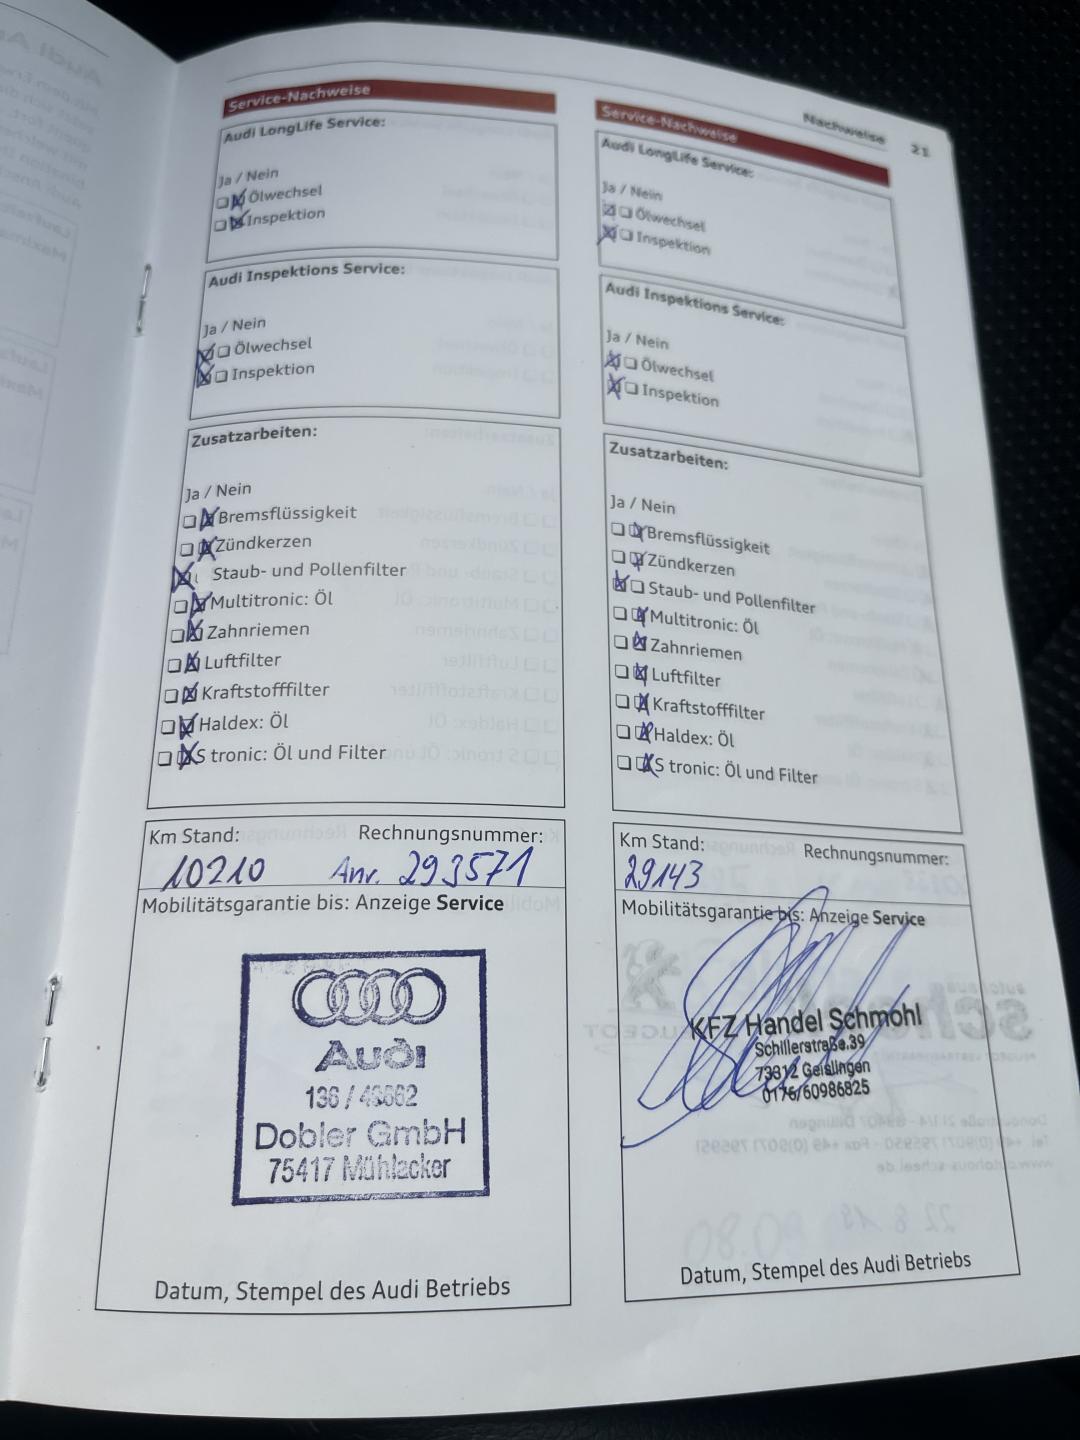 Nachweise 21
Service-Nachweise
Audi LongLife Service:
Ja / Nein
Ölwechsel
Inspektion
Audi Inspektions Service:
Ja / Nein
Ölwechsel
Inspektion
Zusatzarbeiten:
Ja / Nein
Bremsflüssigkeit
Zündkerzen
Staub- und Pollenfilter
Multitronic: Öl
Zahnriemen
Luftfilter
Kraftstofffilter
Haldex: Öl
S tronic: Öl und Filter
Km Stand: Rechnungsnummer:
10210 Anr. 293571
Mobilitätsgarantie bis: Anzeige Service
Audi
Dobler GmbH
75417 Mühlacker
Datum, Stempel des Audi Betriebs
Service-Nachweise
Audi LongLife Service:
Ja / Nein
Ölwechsel
Inspektion
Audi Inspektions Service:
Ja / Nein
Ölwechsel
Inspektion
Zusatzarbeiten:
Ja / Nein
Bremsflüssigkeit
Zündkerzen
Staub- und Pollenfilter
Multitronic: Öl
Zahnriemen
Luftfilter
Kraftstofffilter
Haldex: Öl
S tronic: Öl und Filter
Km Stand: Rechnungsnummer:
29143
Mobilitätsgarantie bis: Anzeige Service
KFZ Handel Schmohl
Schillerstraße.39
73312 Geislingen
0176/60986825
Datum, Stempel des Audi Betriebs